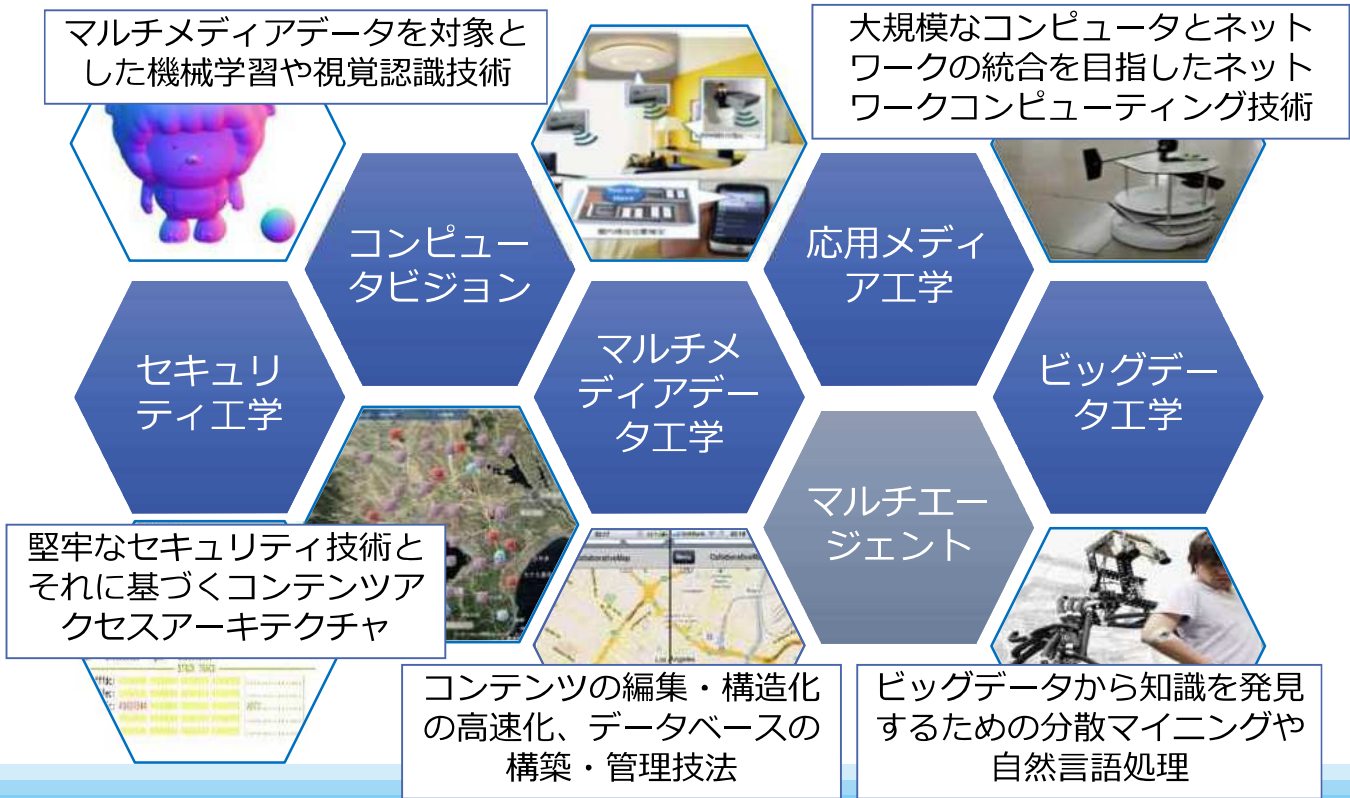 マルチメディアデータを対象と
した機械学習や視覚認識技術
大規模なコンピュータとネット
ワークの統合を目指したネット
ワークコンピューティング技術
コンピュー
タビジョン
応用メディ
ア工学
セキュリ
ティ工学
マルチメ
ディアデー
タ工学
ビッグデー
タ工学
マルチエー
ジェント
堅牢なセキュリティ技術と
それに基づくコンテンツア
クセスアーキテクチャ
STACK TRACE
コンテンツの編集・構造化
の高速化、データベースの
構築・管理技法
ビッグデータから知識を発見
するための分散マイニングや
自然言語処理